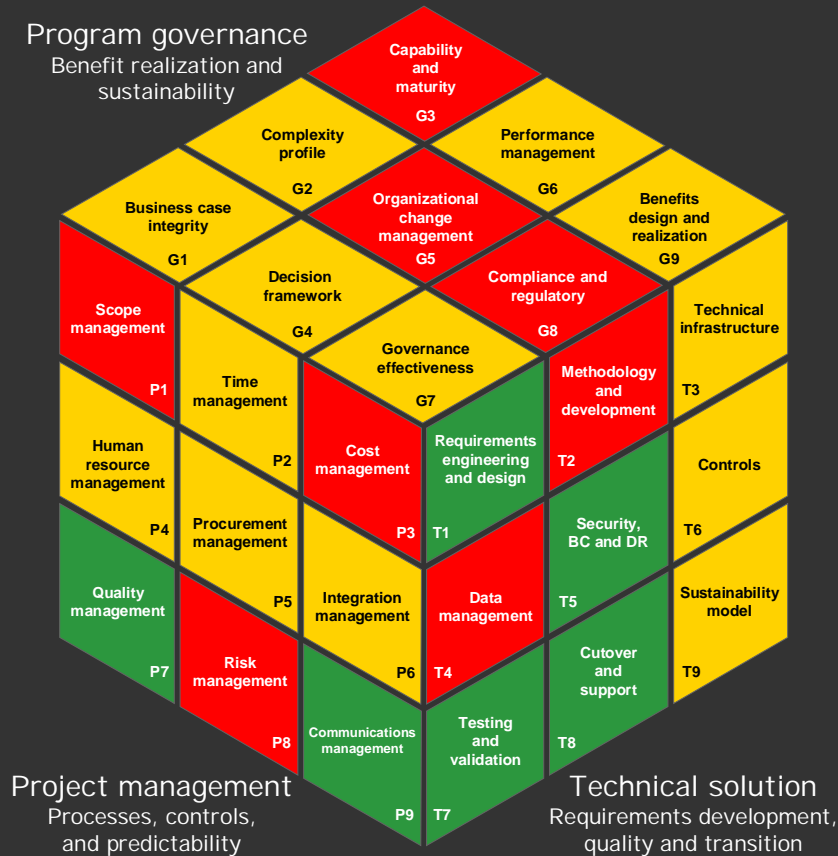 Program governance
Benefit realization and
sustainability
Capability
and
maturity
G3
Complexity
profile
G2
Performance
management
G6
Business case
integrity
G1
Organizational
change
management
G5
Benefits
design and
realization
G9
Decision
framework
G4
Compliance and
regulatory
G8
Governance
effectiveness
G7
Scope
management
P1
Time
management
P2
Cost
management
P3
Human
resource
management
P4
Procurement
management
P5
Integration
management
P6
Quality
management
P7
Risk
management
P8
Communications
management
P9
Requirements
engineering
and design
T1
Methodology
and
development
T2
Technical
infrastructure
T3
Data
management
T4
Security,
BC and DR
T5
Controls
T6
Testing
and
validation
T7
Cutover
and
support
T8
Sustainability
model
T9
Project management
Processes, controls,
and predictability
Technical solution
Requirements development,
quality and transition